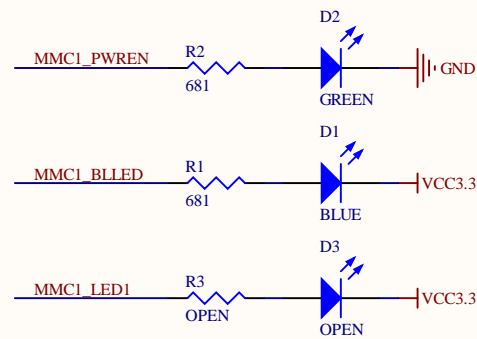 D2
MMC1_PWREN
R2
GND
681
GREEN
D1
MMC1_BLLED
R1
VCC3.3
681
BLUE
D3
MMC1_LED1
R3
VCC3.3
OPEN
OPEN